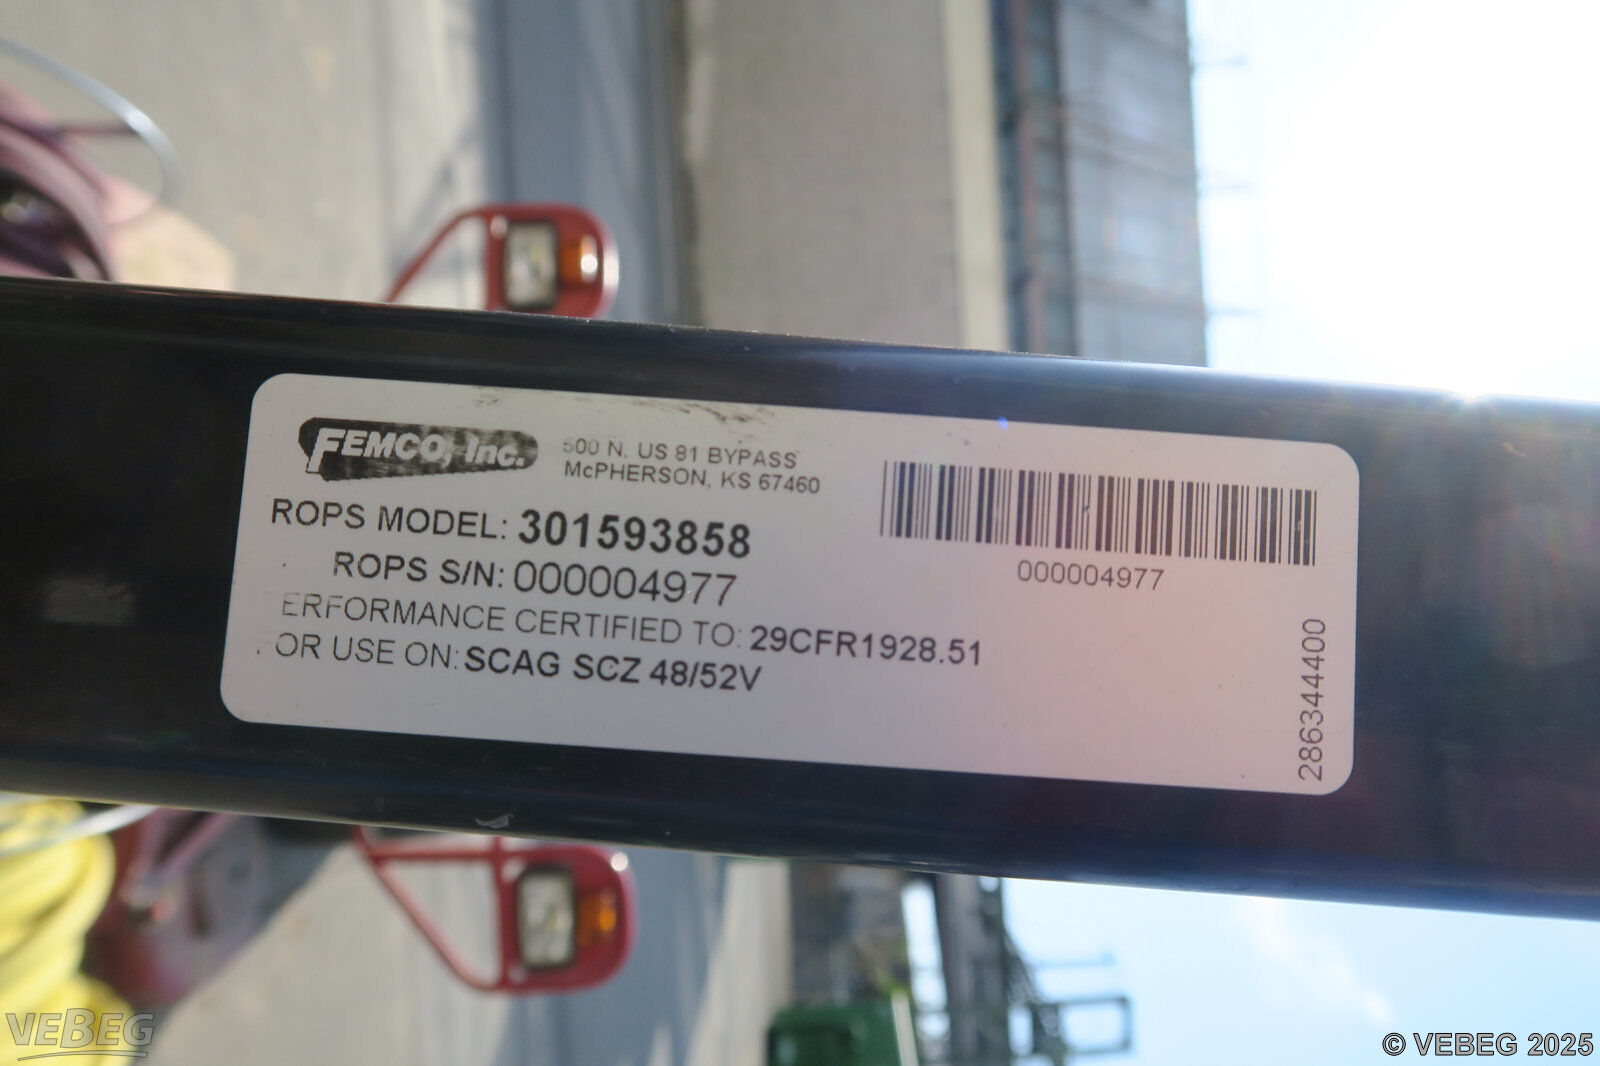 FEMCO, Inc.
500 N. US 81 BYPASS
McPHERSON, KS 67460
ROPS MODEL: 301593858
ROPS S/N: 000004977
ERFORMANCE CERTIFIED TO: 29CFR1928.51
OR USE ON: SCAG SCZ 48/52V
000004977
286344400
VEBEG
© VEBEG 2025